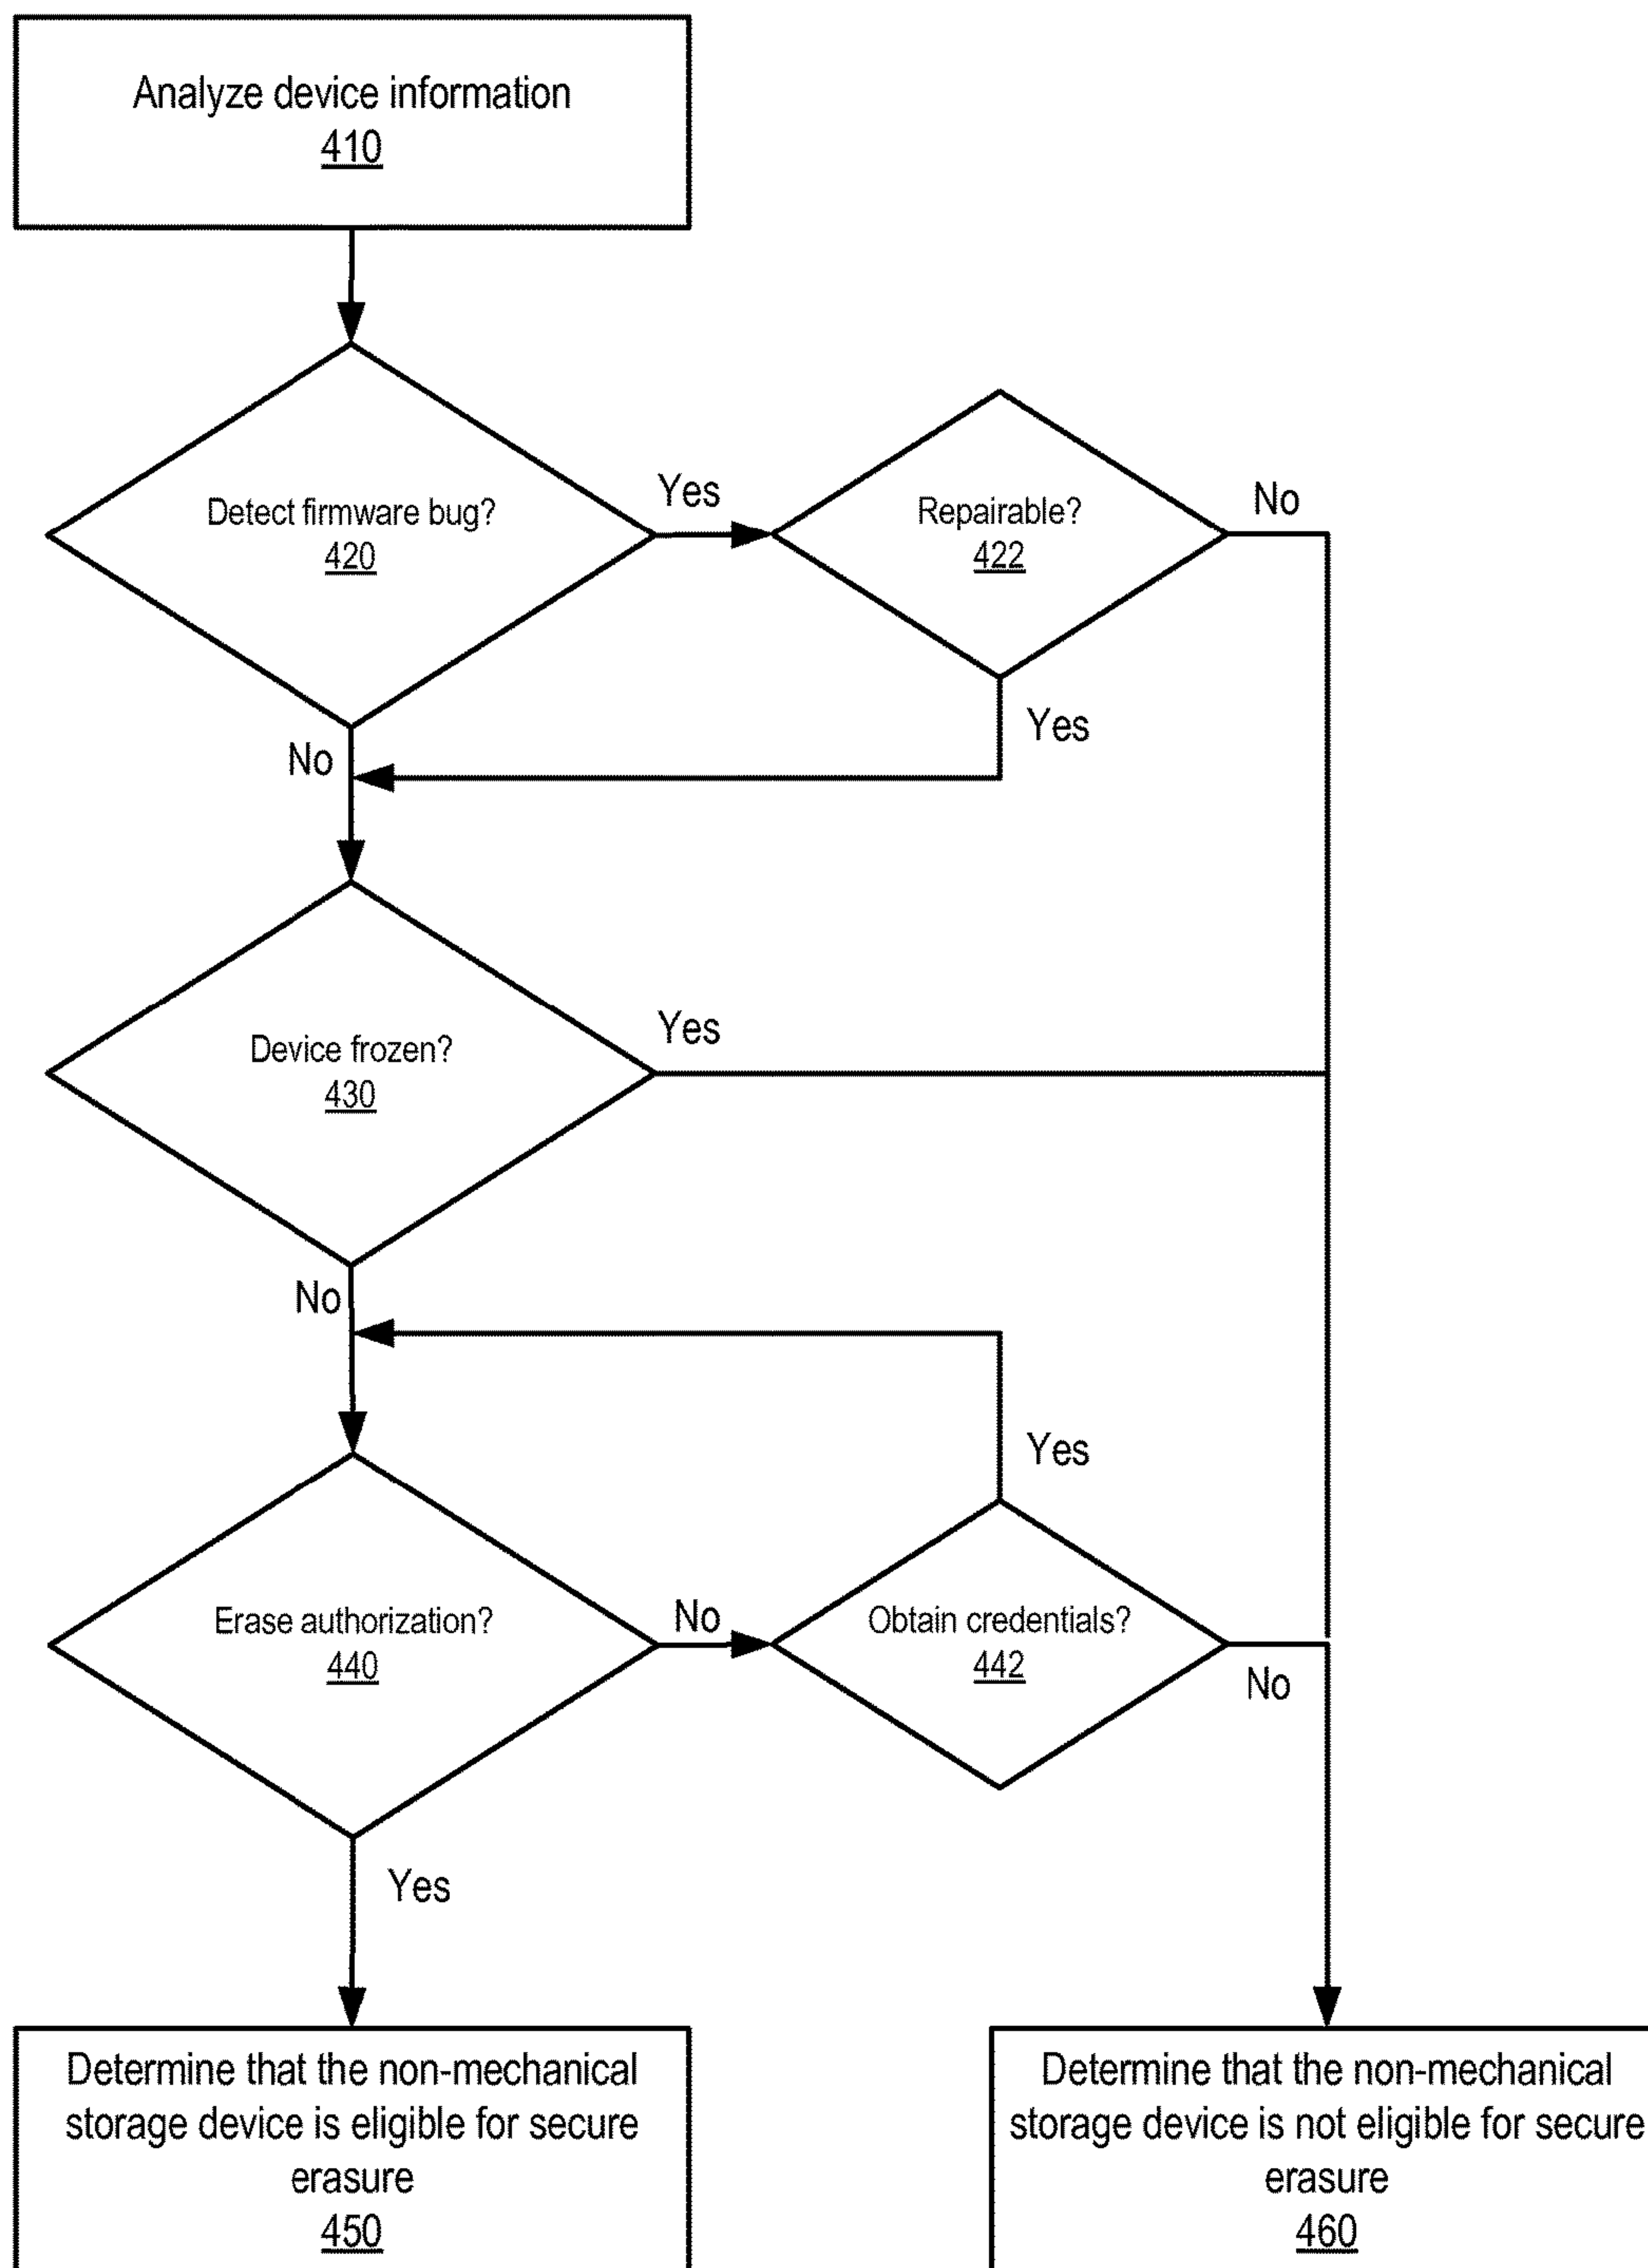 Analyze device information
410
Detect firmware bug?
420
Yes
Repairable?
422
No
Yes
No
Device frozen?
430
Yes
No
Yes
Erase authorization?
440
No
Obtain credentials?
442
No
Yes
Determine that the non-mechanical
storage device is eligible for secure
erasure
450
Determine that the non-mechanical
storage device is not eligible for secure
erasure
460